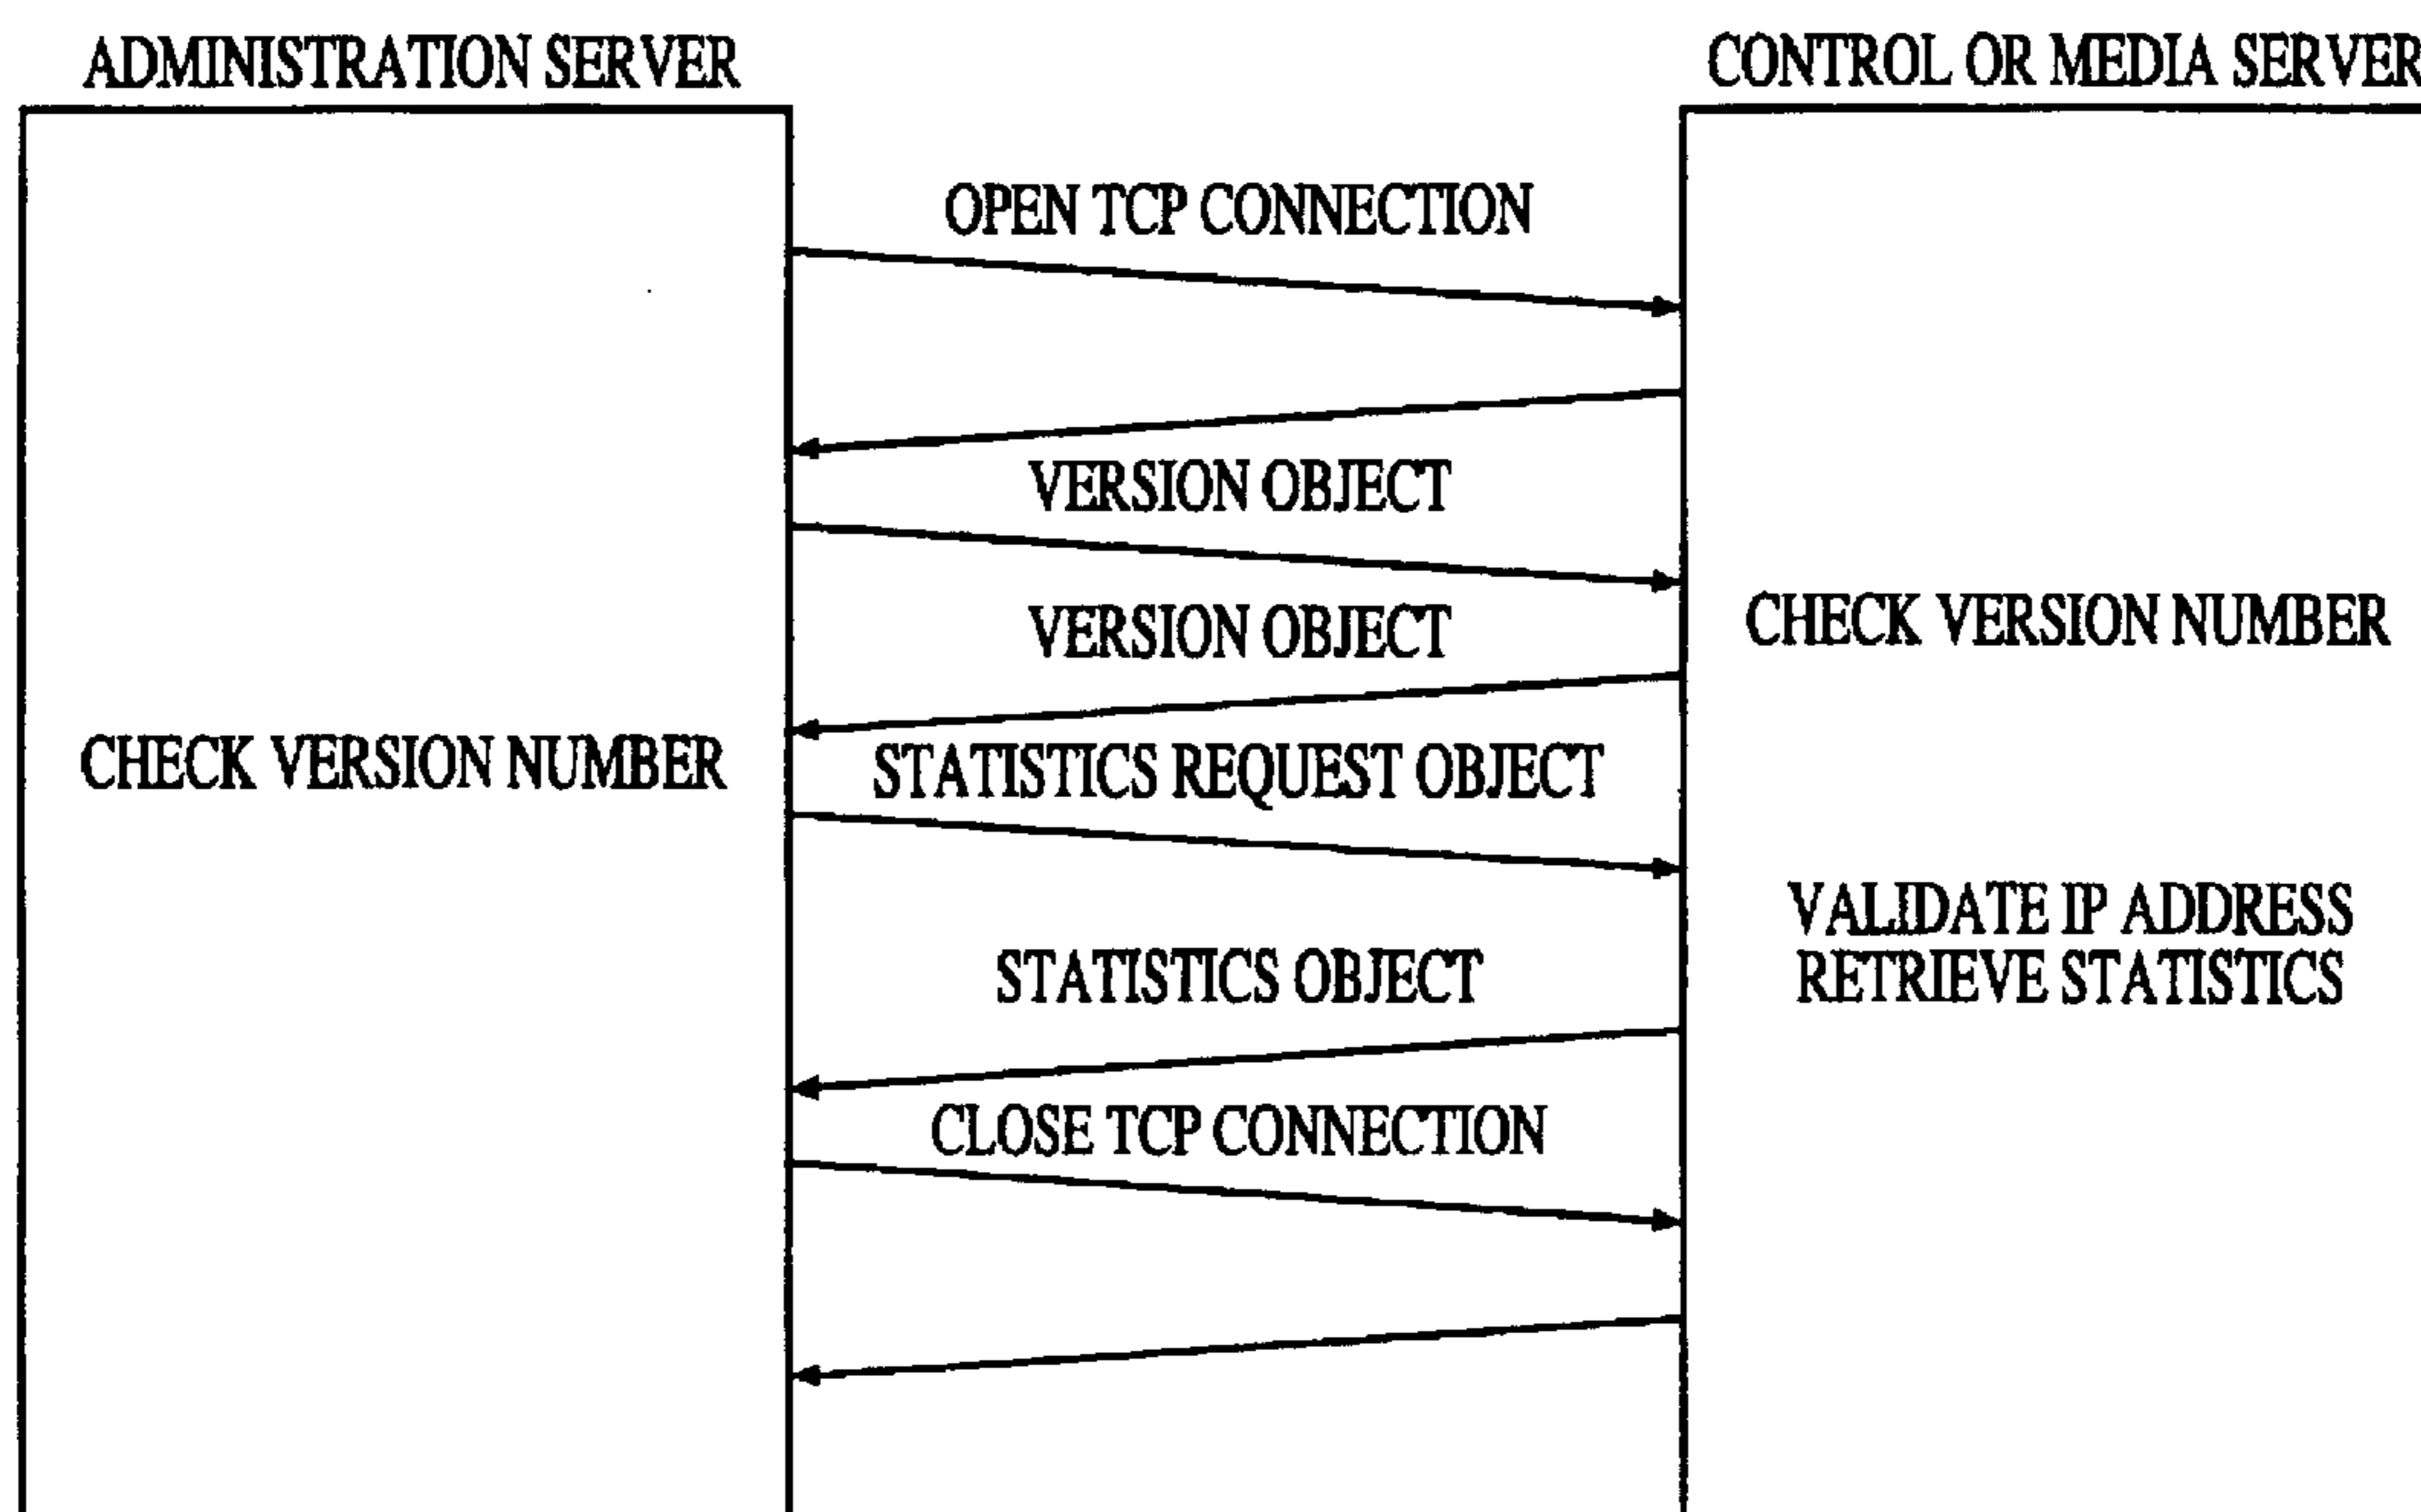 ADMINISTRATION SERVER
CONTROL OR MEDIA SERVER
OPEN TCP CONNECTION
VERSION OBJECT
VERSION OBJECT
CHECK VERSION NUMBER
CHECK VERSION NUMBER
STATISTICS REQUEST OBJECT
VALIDATE IP ADDRESS
RETRIEVE STATISTICS
STATISTICS OBJECT
CLOSE TCP CONNECTION